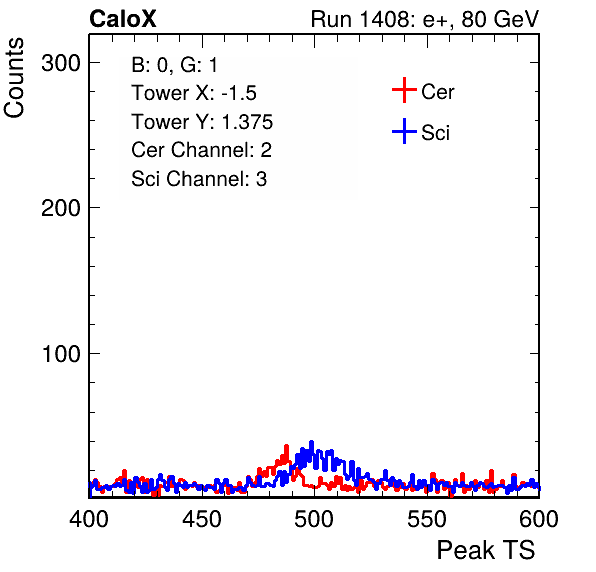 CaloX Run 1408: e+, 80 GeV
Counts
300
200
100
B: 0, G: 1
Tower X: -1.5
Tower Y: 1.375
Cer Channel: 2
Sci Channel: 3
Cer
Sci
400 450 500 550 600
Peak TS